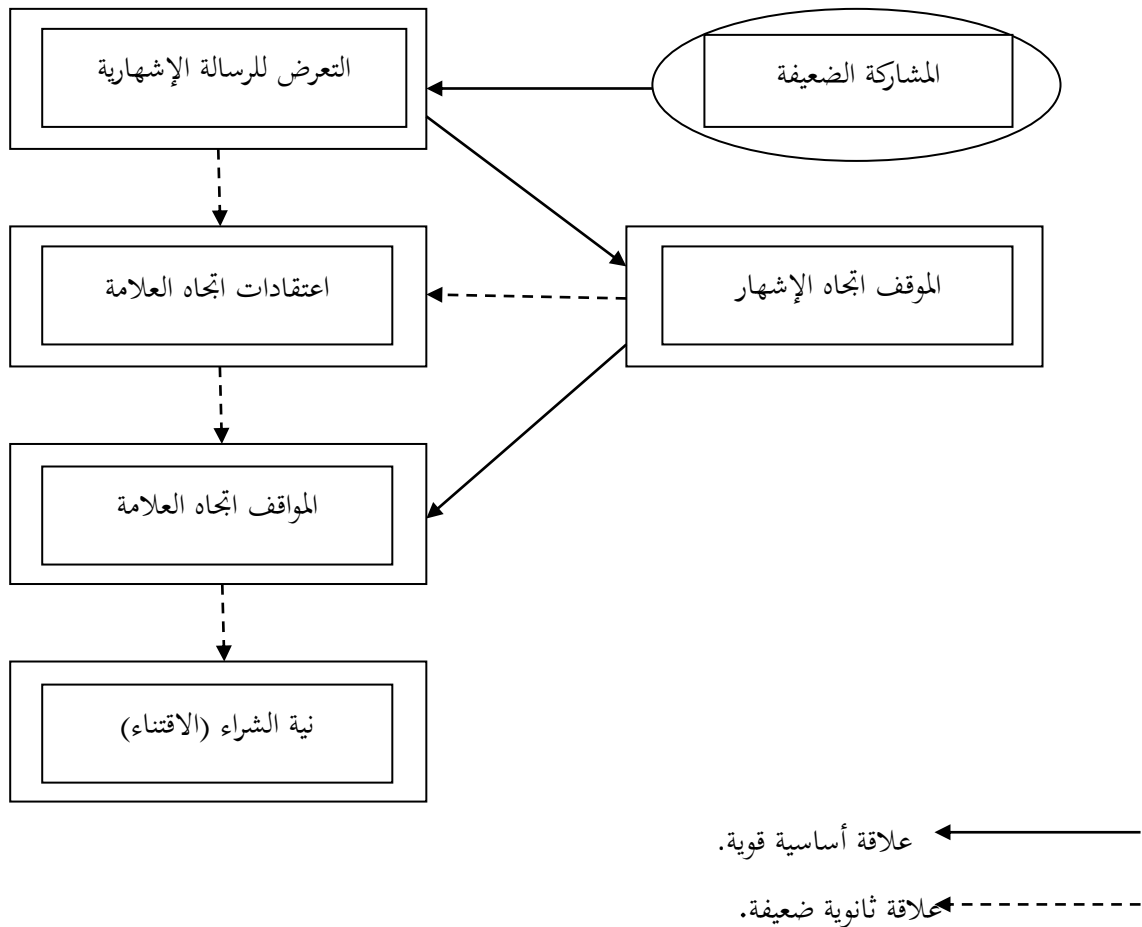 المشاركة الضعيفة
التعرض للرسالة الإشهارية
الموقف اتجاه الإشهار
اعتقادات اتجاه العلامة
المواقف اتجاه العلامة
نية الشراء (الاقتناء)
علاقة أساسية قوية.
علاقة ثانوية ضعيفة.